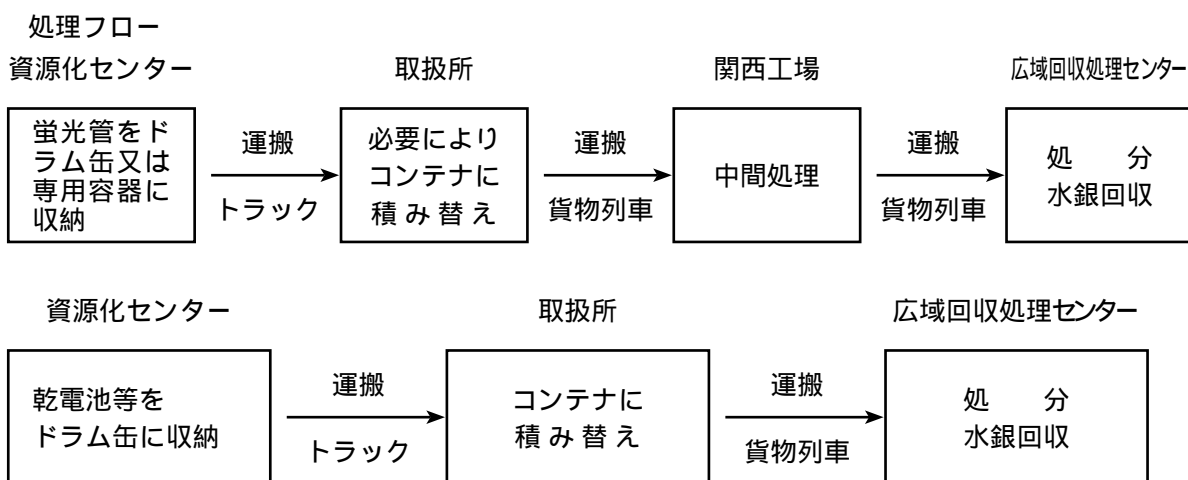 処理フロー
資源化センター 取扱所 関西工場 広域回収処理センター
蛍光管をド
ラム缶又は
専用容器に
収納
運搬
トラック
必要により
コンテナに
積み替え
運搬
貨物列車
中間処理
運搬
貨物列車
処 分
水銀回収
資源化センター 取扱所 広域回収処理センター
乾電池等を
ドラム缶に収納
運搬
トラック
コンテナに
積み替え
運搬
貨物列車
処 分
水銀回収